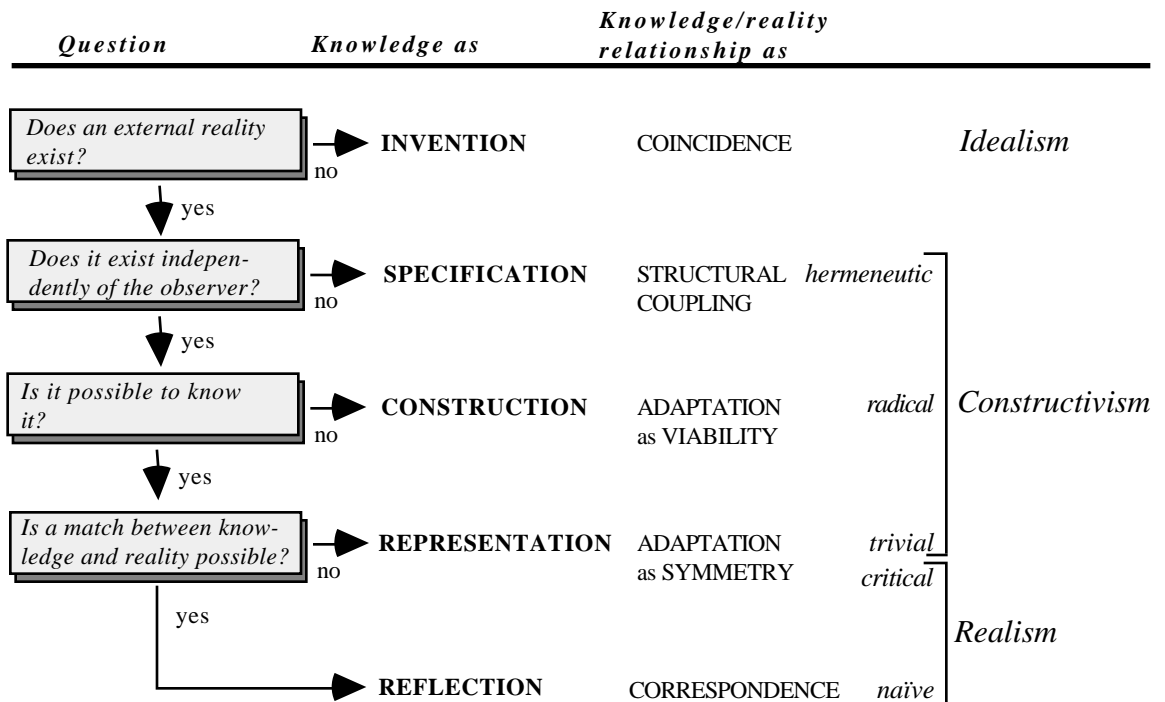 Question Knowledge as Knowledge/reality
relationship as
Does an external reality
exist?
no
INVENTION COINCIDENCE Idealism
yes
Does it exist indepen-
dently of the observer?
no
SPECIFICATION STRUCTURAL hermeneutic
COUPLING
yes
Is it possible to know
it?
no
CONSTRUCTION ADAPTATION radical Constructivism
as VIABILITY
yes
Is a match between know-
ledge and reality possible?
no
REPRESENTATION ADAPTATION trivial
as SYMMETRY critical
yes
Realism
REFLECTION CORRESPONDENCE naïve